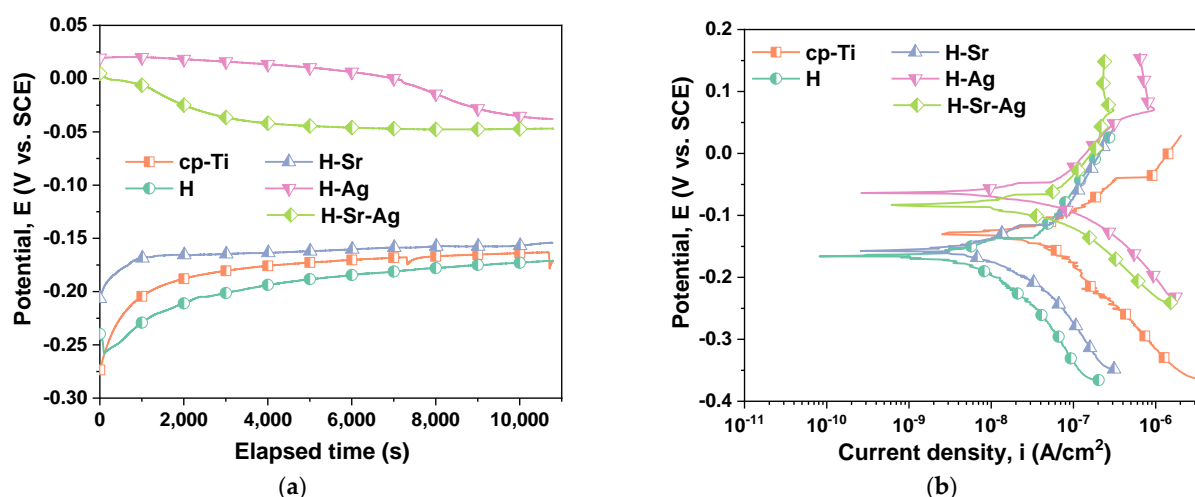 0.05
0.00
-0.05
-0.10
-0.15
-0.20
-0.25
-0.30
Potential, E (V vs. SCE)
cp-Ti
H
H-Sr
H-Ag
H-Sr-Ag
0 2,000 4,000 6,000 8,000 10,000
Elapsed time (s)
(a)
0.2
0.1
0.0
-0.1
-0.2
-0.3
-0.4
Potential, E (V vs. SCE)
cp-Ti
H
H-Sr
H-Ag
H-Sr-Ag
10⁻¹¹ 10⁻¹⁰ 10⁻⁹ 10⁻⁸ 10⁻⁷ 10⁻⁶
Current density, i (A/cm²)
(b)